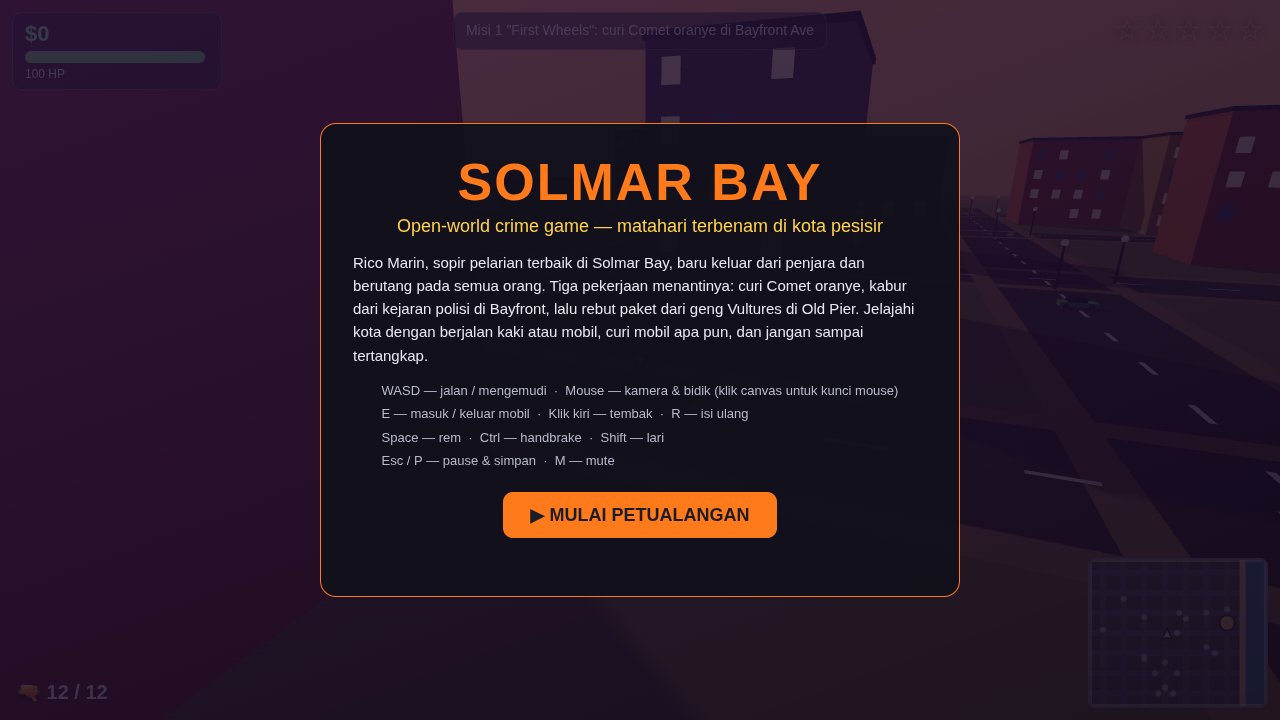 $0
100 HP
Misi 1 "First Wheels": curi Comet oranye di Bayfront Ave
SOLMAR BAY
Open-world crime game — matahari terbenam di kota pesisir
Rico Marin, sopir pelarian terbaik di Solmar Bay, baru keluar dari penjara dan
berutang pada semua orang. Tiga pekerjaan menantinya: curi Comet oranye, kabur
dari kejaran polisi di Bayfront, lalu rebut paket dari geng Vultures di Old Pier. Jelajahi
kota dengan berjalan kaki atau mobil, curi mobil apa pun, dan jangan sampai
tertangkap.
WASD — jalan / mengemudi · Mouse — kamera & bidik (klik canvas untuk kunci mouse)
E — masuk / keluar mobil · Klik kiri — tembak · R — isi ulang
Space — rem · Ctrl — handbrake · Shift — lari
Esc / P — pause & simpan · M — mute
▶ MULAI PETUALANGAN
12 / 12